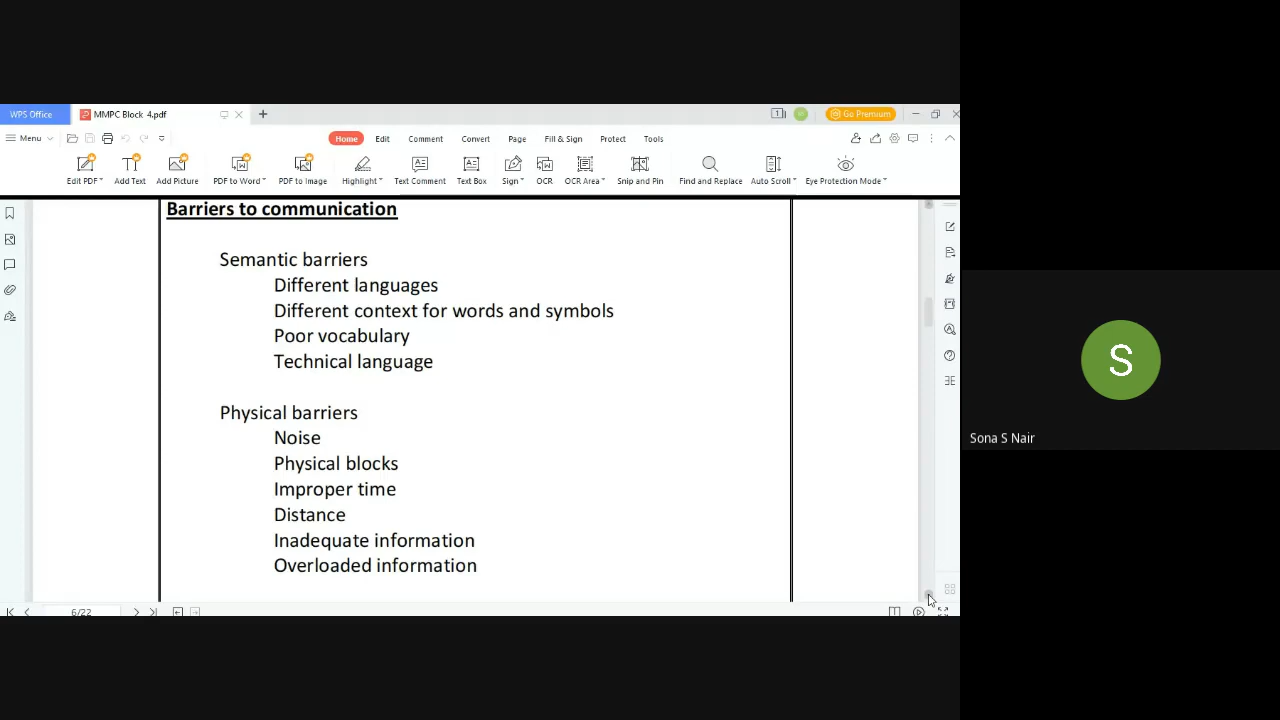 WPS Office
MMPC Block 4.pdf
Go Premium
Menu
Home Edit Comment Convert Page Fill & Sign Protect Tools
Edit PDF Add Text Add Picture PDF to Word PDF to Image Highlight Text Comment Text Box Sign OCR OCR Area Snip and Pin Find and Replace Auto Scroll Eye Protection Mode
Barriers to communication
Semantic barriers
Different languages
Different context for words and symbols
Poor vocabulary
Technical language
Physical barriers
Noise
Physical blocks
Improper time
Distance
Inadequate information
Overloaded information
6/22
S
Sona S Nair